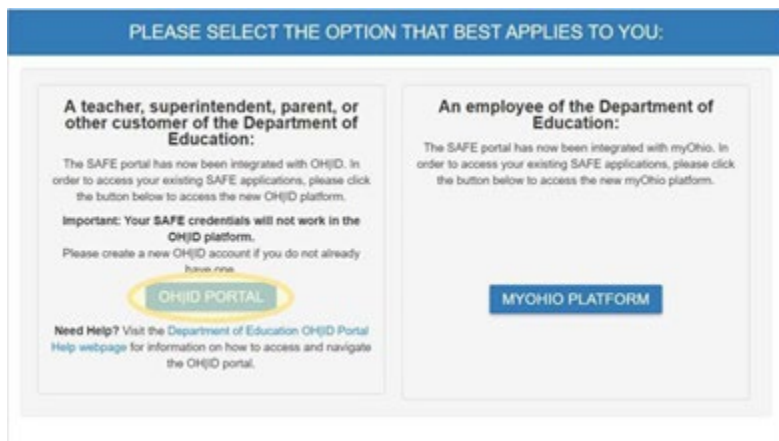 PLEASE SELECT THE OPTION THAT BEST APPLIES TO YOU:
A teacher, superintendent, parent, or
other customer of the Department of
Education:
The SAFE portal has now been integrated with OH|ID. In
order to access your existing SAFE applications, please click
the button below to access the new OH|ID platform.
Important: Your SAFE credentials will not work in the
OH|ID platform.
Please create a new OH|ID account if you do not already
have one.
OH|ID PORTAL
Need Help? Visit the Department of Education OH|ID Portal
Help webpage for information on how to access and navigate
the OH|ID portal.
An employee of the Department of
Education:
The SAFE portal has now been integrated with myOhio. In
order to access your existing SAFE applications, please click
the button below to access the new myOhio platform.
MYOHIO PLATFORM